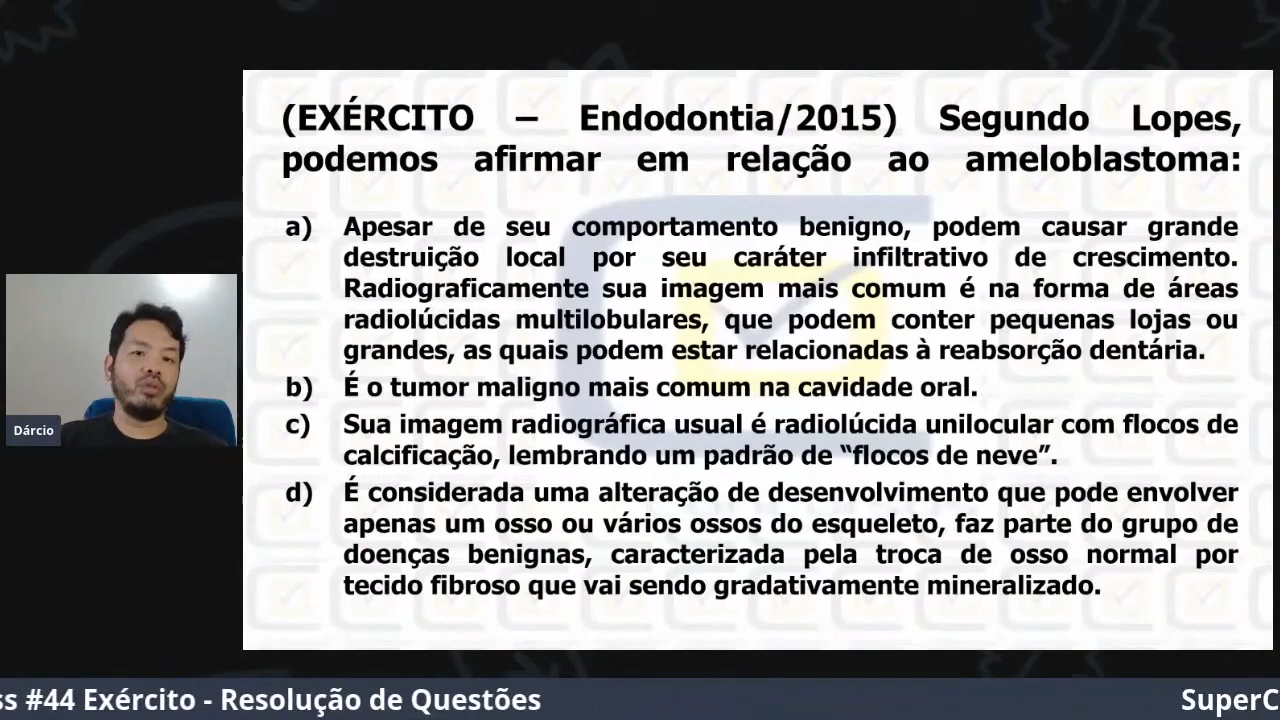 (EXÉRCITO – Endodontia/2015) Segundo Lopes,
podemos afirmar em relação ao ameloblastoma:
a) Apesar de seu comportamento benigno, podem causar grande
destruição local por seu caráter infiltrativo de crescimento.
Radiograficamente sua imagem mais comum é na forma de áreas
radiolúcidas multilobulares, que podem conter pequenas lojas ou
grandes, as quais podem estar relacionadas à reabsorção dentária.
b) É o tumor maligno mais comum na cavidade oral.
c) Sua imagem radiográfica usual é radiolúcida unilocular com flocos de
calcificação, lembrando um padrão de “flocos de neve”.
d) É considerada uma alteração de desenvolvimento que pode envolver
apenas um osso ou vários ossos do esqueleto, faz parte do grupo de
doenças benignas, caracterizada pela troca de osso normal por
tecido fibroso que vai sendo gradativamente mineralizado.
Dárcio
ss #44 Exército - Resolução de Questões
SuperC